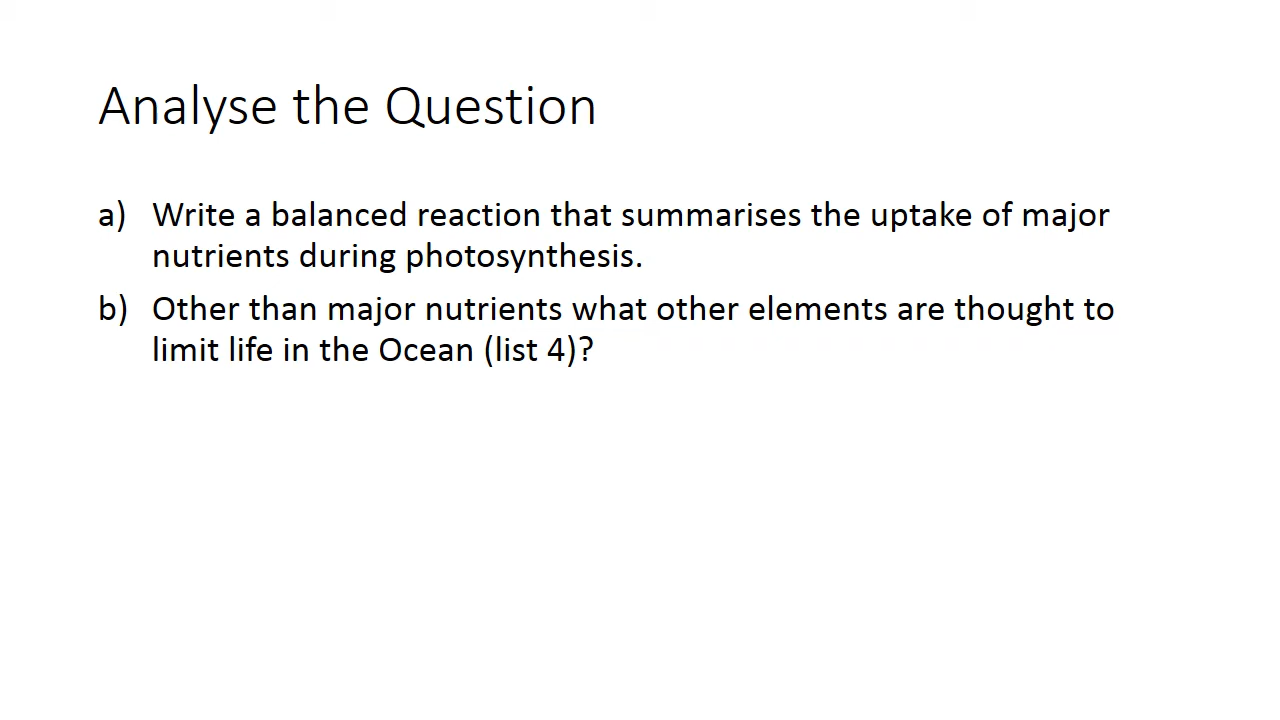 Analyse the Question
a) Write a balanced reaction that summarises the uptake of major
nutrients during photosynthesis.
b) Other than major nutrients what other elements are thought to
limit life in the Ocean (list 4)?